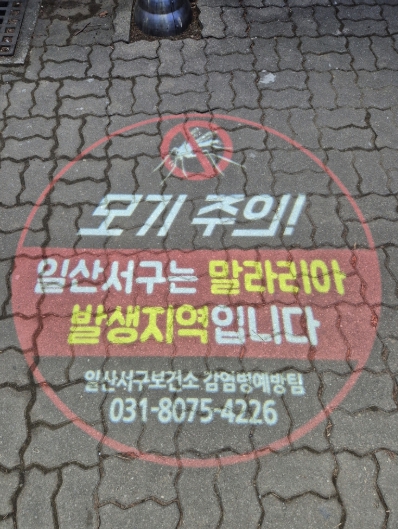 모기 주의!
일산서구는 말라리아
발생지역입니다
일산서구보건소 감염병예방팀
031-8075-4226